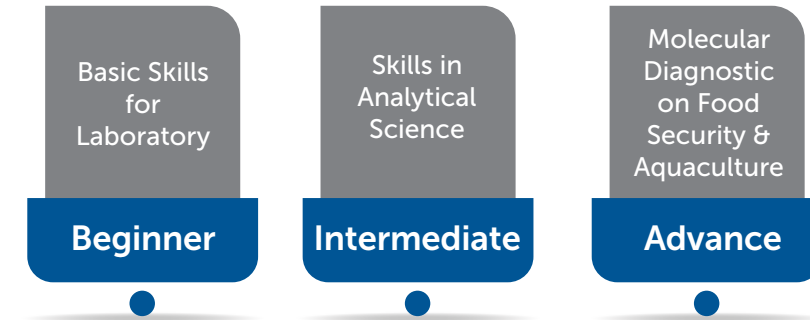 Basic Skills
for
Laboratory
Beginner
Skills in
Analytical
Science
Intermediate
Molecular
Diagnostic
on Food
Security &
Aquaculture
Advance